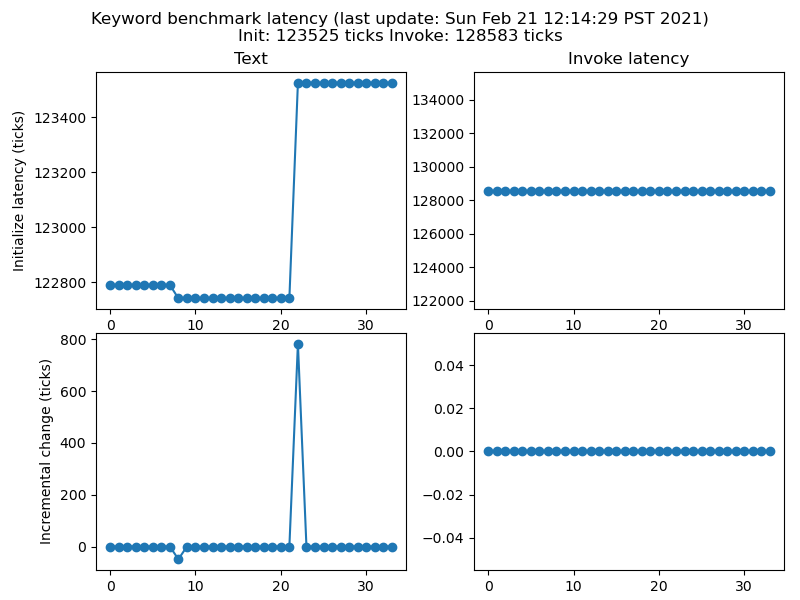 Keyword benchmark latency (last update: Sun Feb 21 12:14:29 PST 2021)
Init: 123525 ticks Invoke: 128583 ticks
Text
Initialize latency (ticks)
123400
123200
123000
122800
0 10 20 30
Invoke latency
134000
132000
130000
128000
126000
124000
122000
0 10 20 30
Incremental change (ticks)
800
600
400
200
0
0 10 20 30
0.04
0.02
0.00
−0.02
−0.04
0 10 20 30